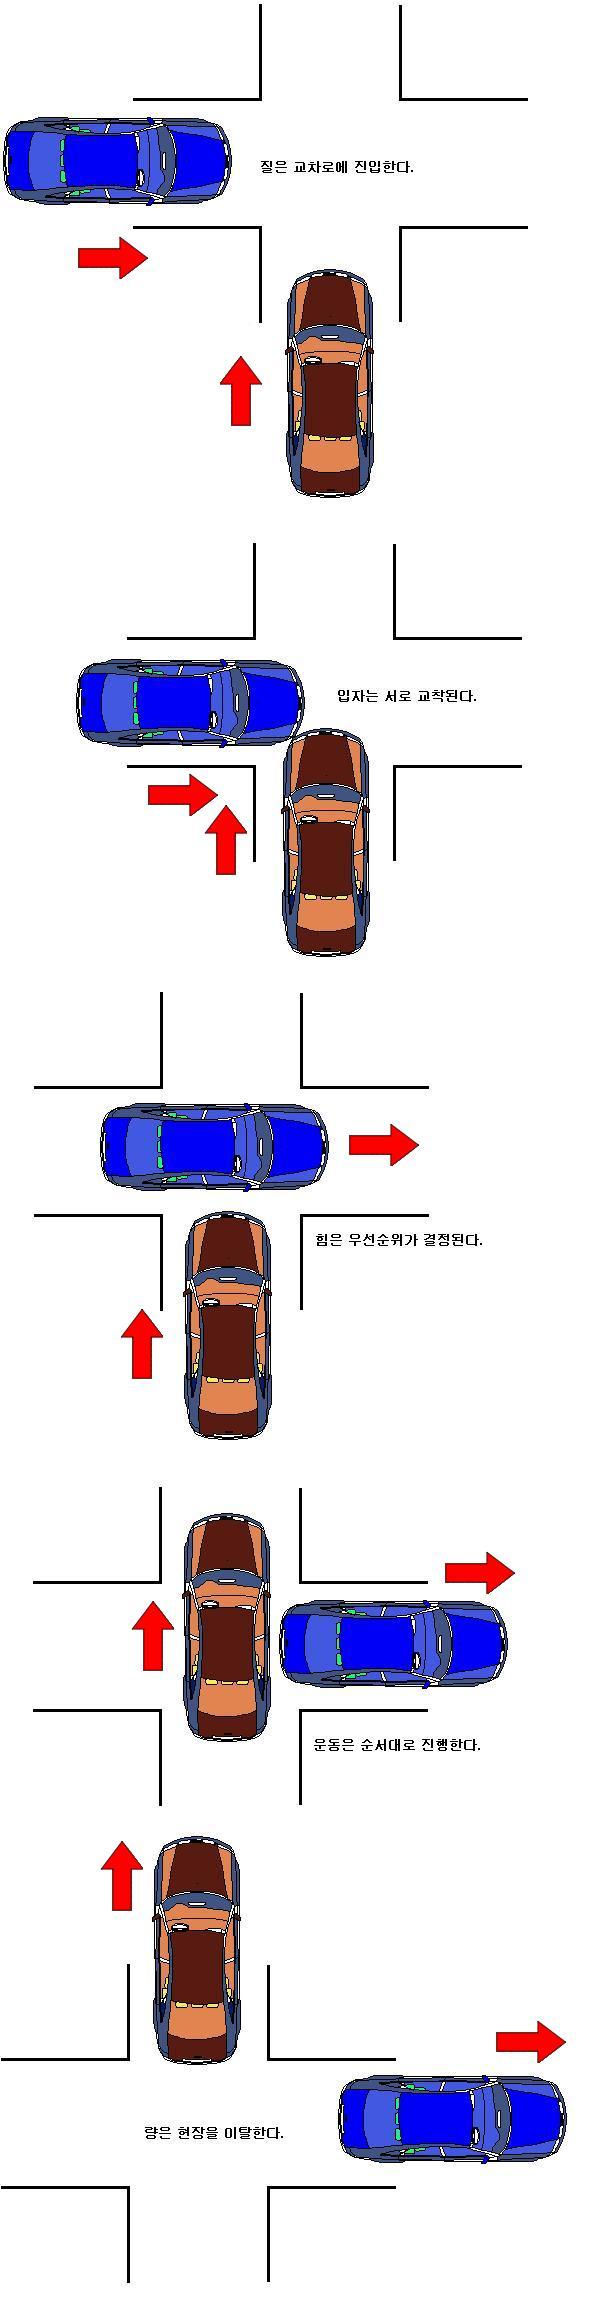 질은 교차로에 진입한다.
입자는 서로 교착된다.
힘은 우선순위가 결정된다.
운동은 순서대로 진행한다.
량은 현장을 이탈한다.